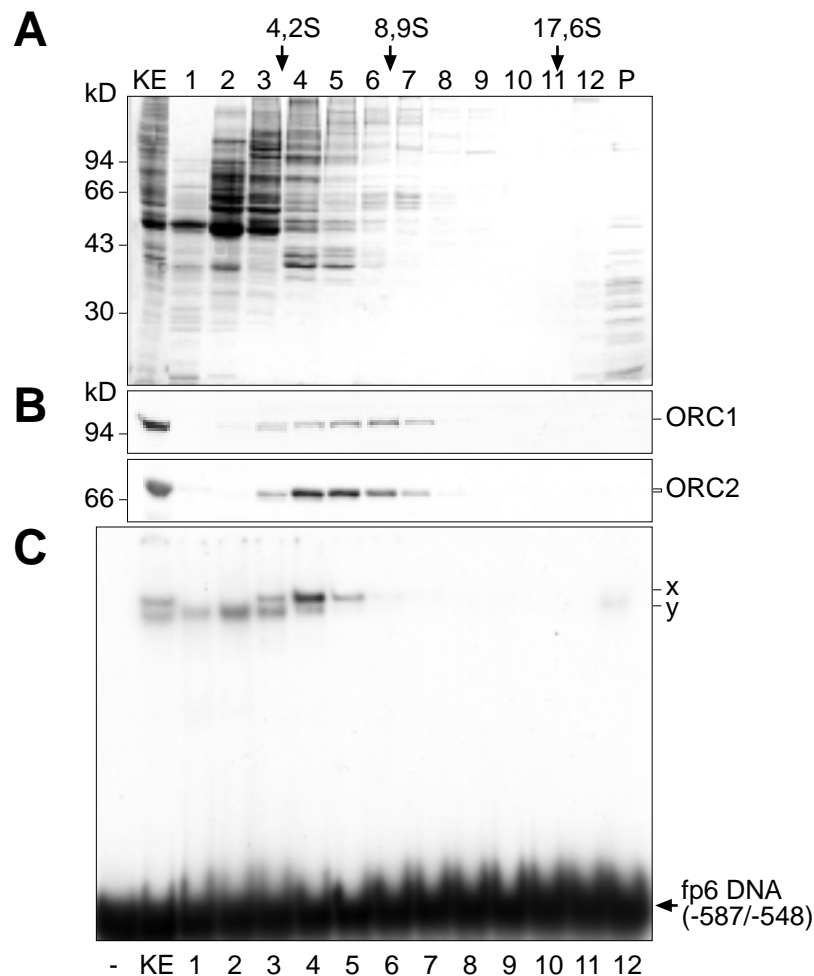 A
4,2S 8,9S 17,6S
kD KE 1 2 3 4 5 6 7 8 9 10 11 12 P
94
66
43
30
B
kD
94
ORC1
66
ORC2
C
x
y
fp6 DNA
(-587/-548)
- KE 1 2 3 4 5 6 7 8 9 10 11 12